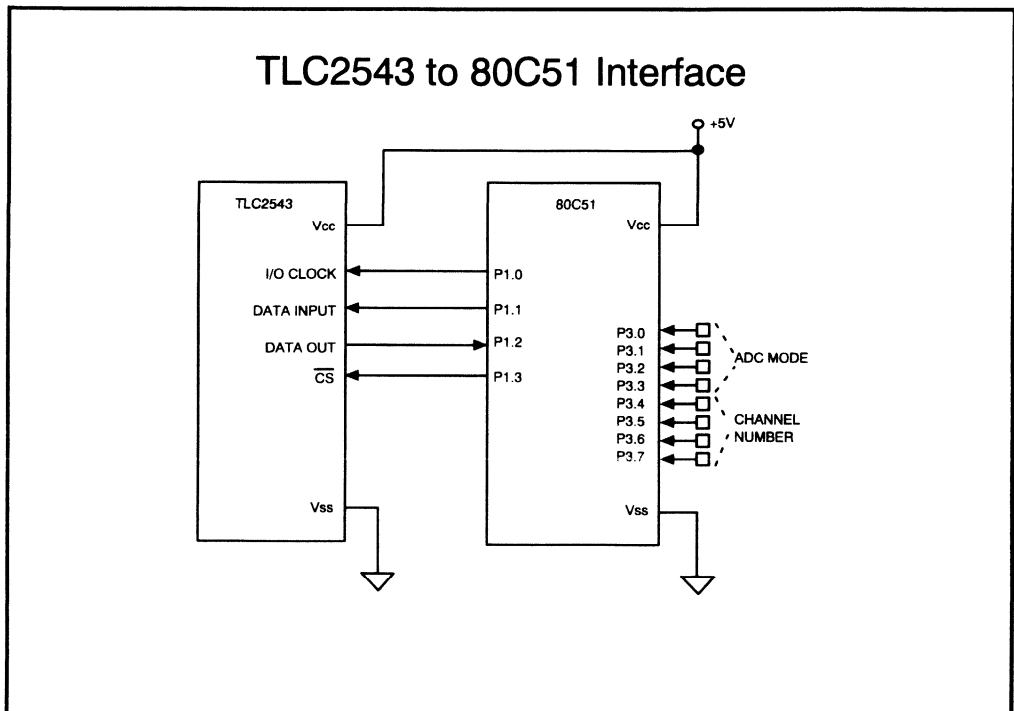 TLC2543 to 80C51 Interface
+5V
TLC2543
Vcc
I/O CLOCK
DATA INPUT
DATA OUT
CS
Vss
80C51
Vcc
P1.0
P1.1
P1.2
P1.3
P3.0
P3.1
P3.2
P3.3
P3.4
P3.5
P3.6
P3.7
Vss
ADC MODE
CHANNEL
NUMBER